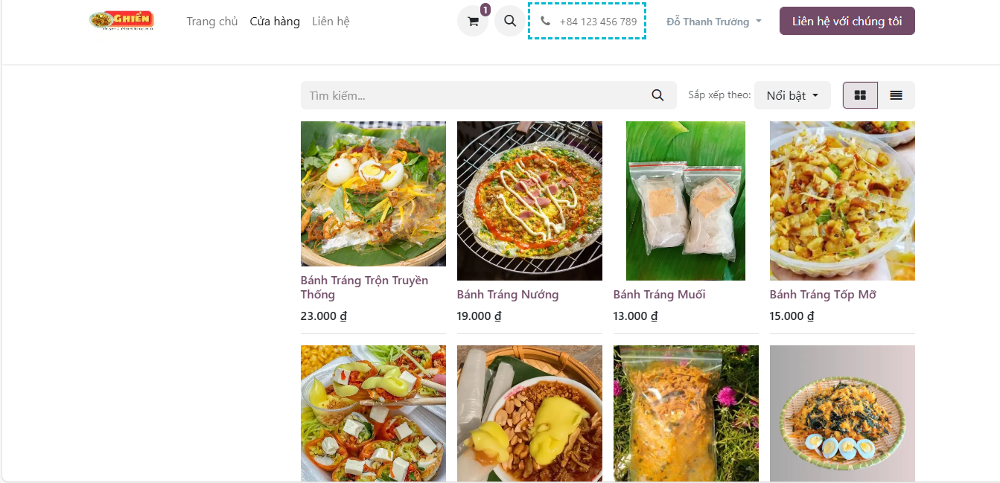 GHIỀN
Trang chủ
Cửa hàng
Liên hệ
1
+84 123 456 789
Đỗ Thanh Trường
Liên hệ với chúng tôi
Tìm kiếm...
Sắp xếp theo:
Nổi bật
Bánh Tráng Trộn Truyền
Thống
23.000 ₫
Bánh Tráng Nướng
19.000 ₫
Bánh Tráng Muối
13.000 ₫
Bánh Tráng Tóp Mỡ
15.000 ₫